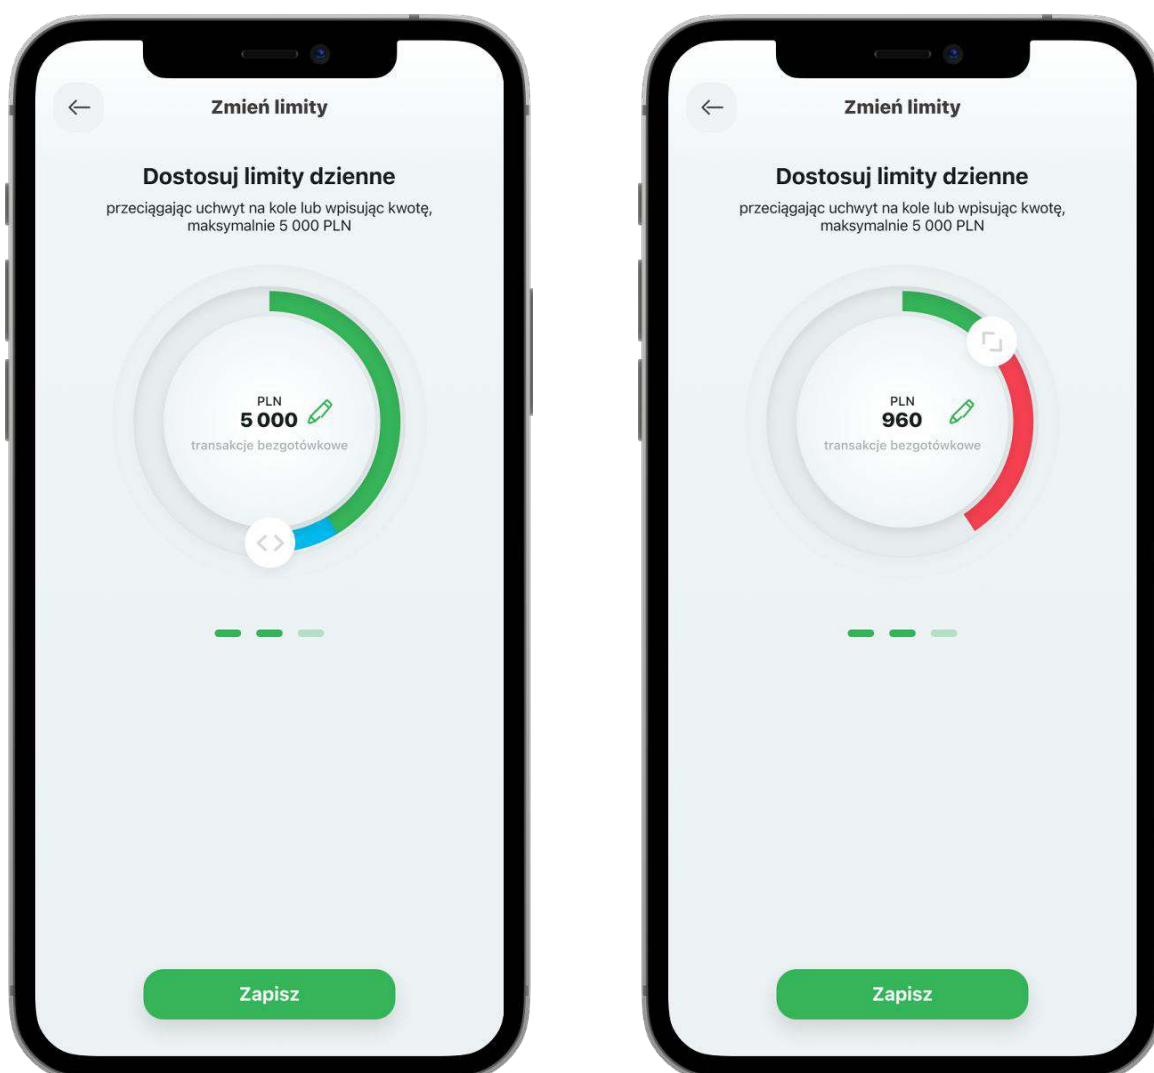 Zmień limity
Dostosuj limity dzienne
przeciągając uchwyt na kole lub wpisując kwotę,
maksymalnie 5 000 PLN
PLN
5 000
transakcje bezgotówkowe
Zapisz
Zmień limity
Dostosuj limity dzienne
przeciągając uchwyt na kole lub wpisując kwotę,
maksymalnie 5 000 PLN
PLN
960
transakcje bezgotówkowe
Zapisz